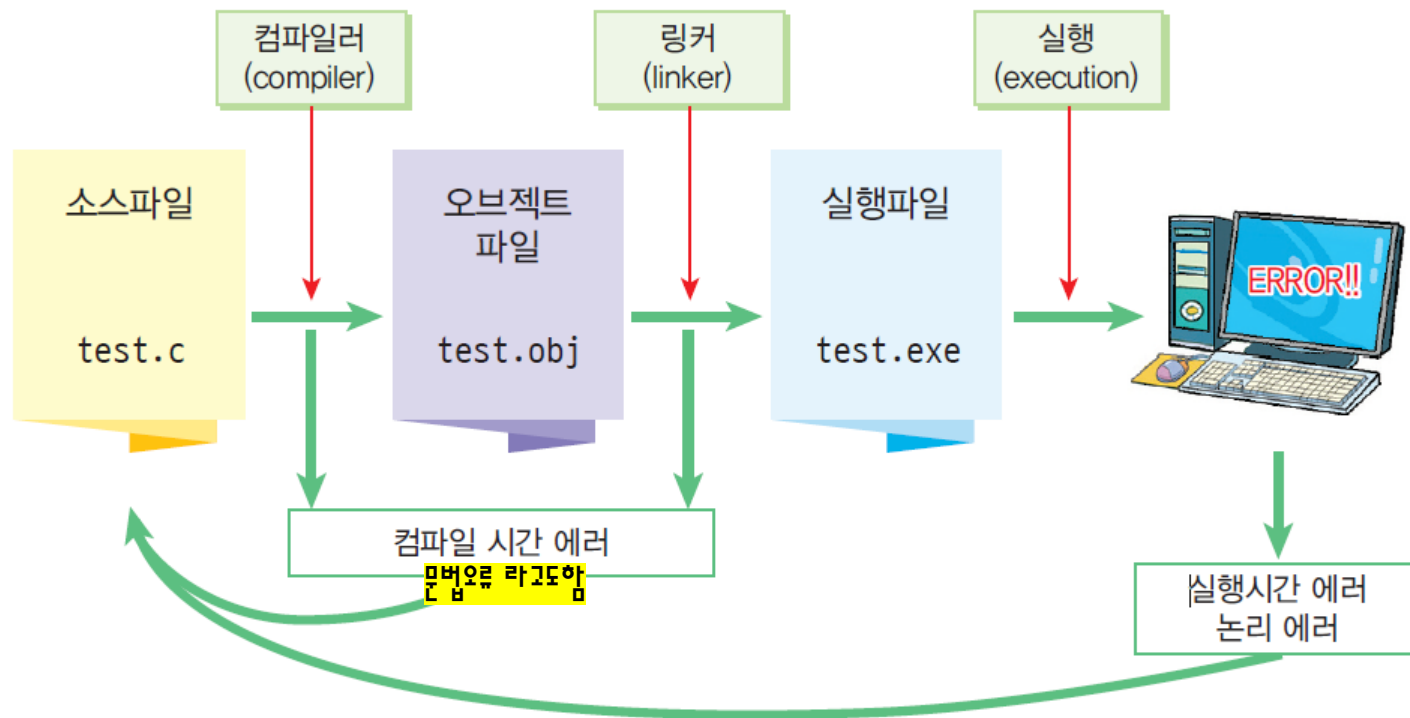 컴파일러
(compiler)
링커
(linker)
실행
(execution)
소스파일
test.c
오브젝트
파일
test.obj
실행파일
test.exe
ERROR!!
컴파일 시간 에러
문법오류 라고도함
실행시간 에러
논리 에러